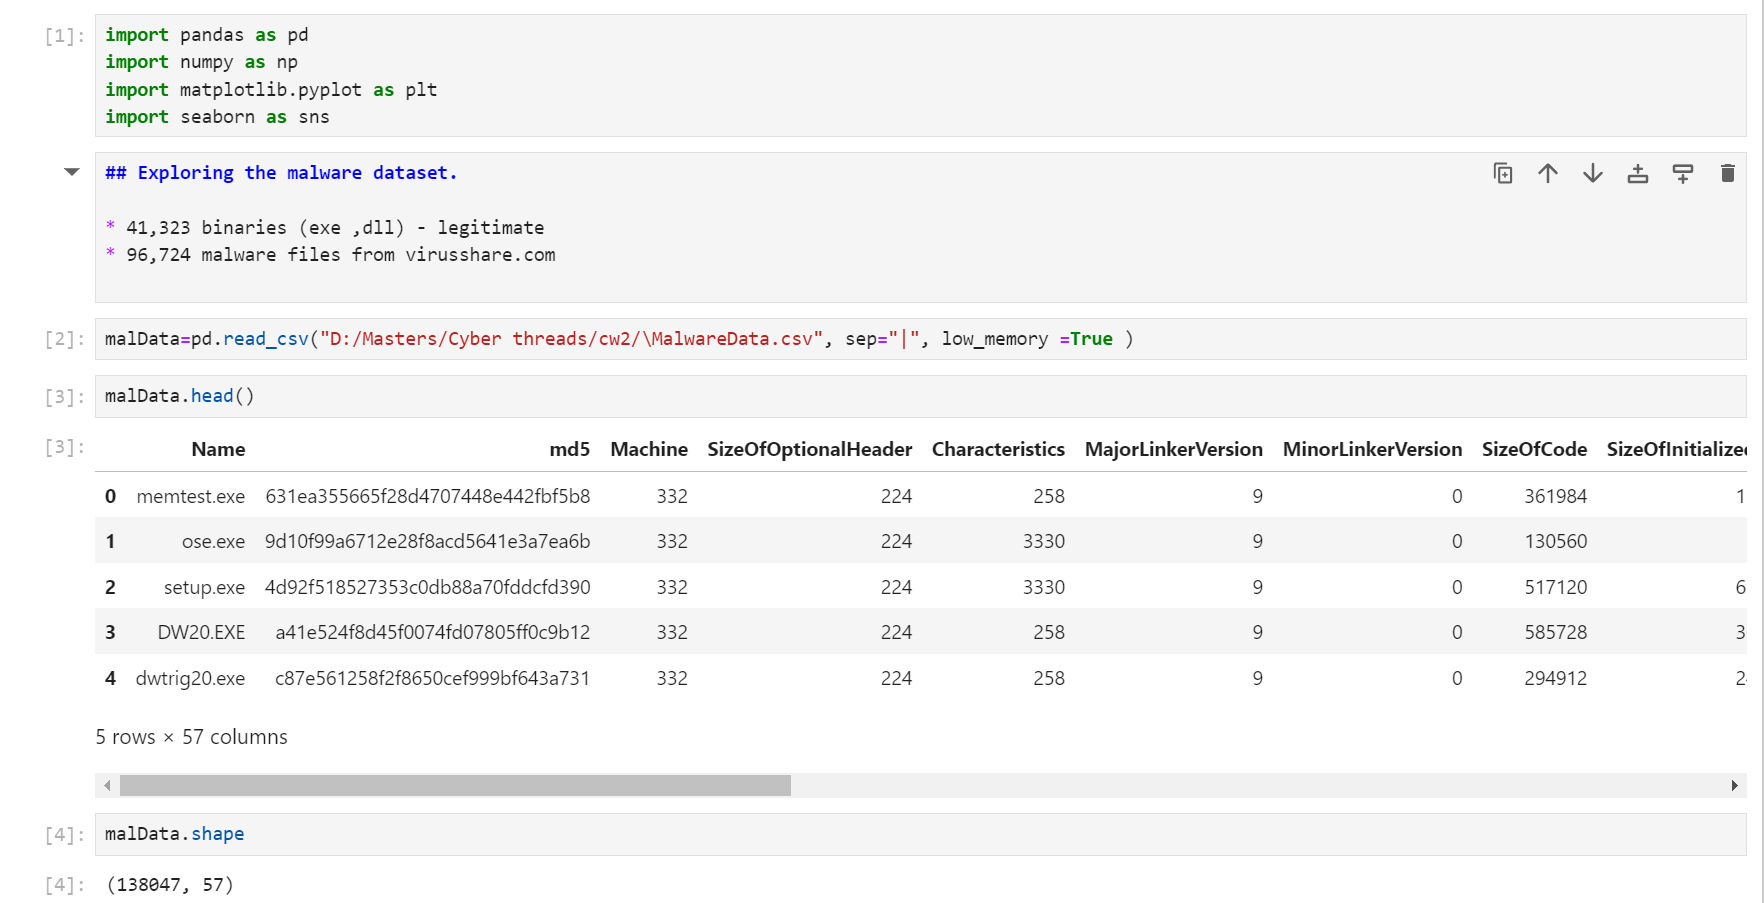 [1]: import pandas as pd
import numpy as np
import matplotlib.pyplot as plt
import seaborn as sns
## Exploring the malware dataset.
* 41,323 binaries (exe ,dll) - legitimate
* 96,724 malware files from virusshare.com
[2]: malData=pd.read_csv("D:/Masters/Cyber threads/cw2/\MalwareData.csv", sep="|", low_memory =True )
[3]: malData.head()
[3]: Name md5 Machine SizeOfOptionalHeader Characteristics MajorLinkerVersion MinorLinkerVersion SizeOfCode SizeOfInitialized
0 memtest.exe 631ea355665f28d4707448e442fbf5b8 332 224 258 9 0 361984 1
1 ose.exe 9d10f99a6712e28f8acd5641e3a7ea6b 332 224 3330 9 0 130560
2 setup.exe 4d92f518527353c0db88a70fddcfd390 332 224 3330 9 0 517120 6
3 DW20.EXE a41e524f8d45f0074fd07805ff0c9b12 332 224 258 9 0 585728 3
4 dwtrig20.exe c87e561258f2f8650cef999bf643a731 332 224 258 9 0 294912 2
5 rows × 57 columns
[4]: malData.shape
[4]: (138047, 57)